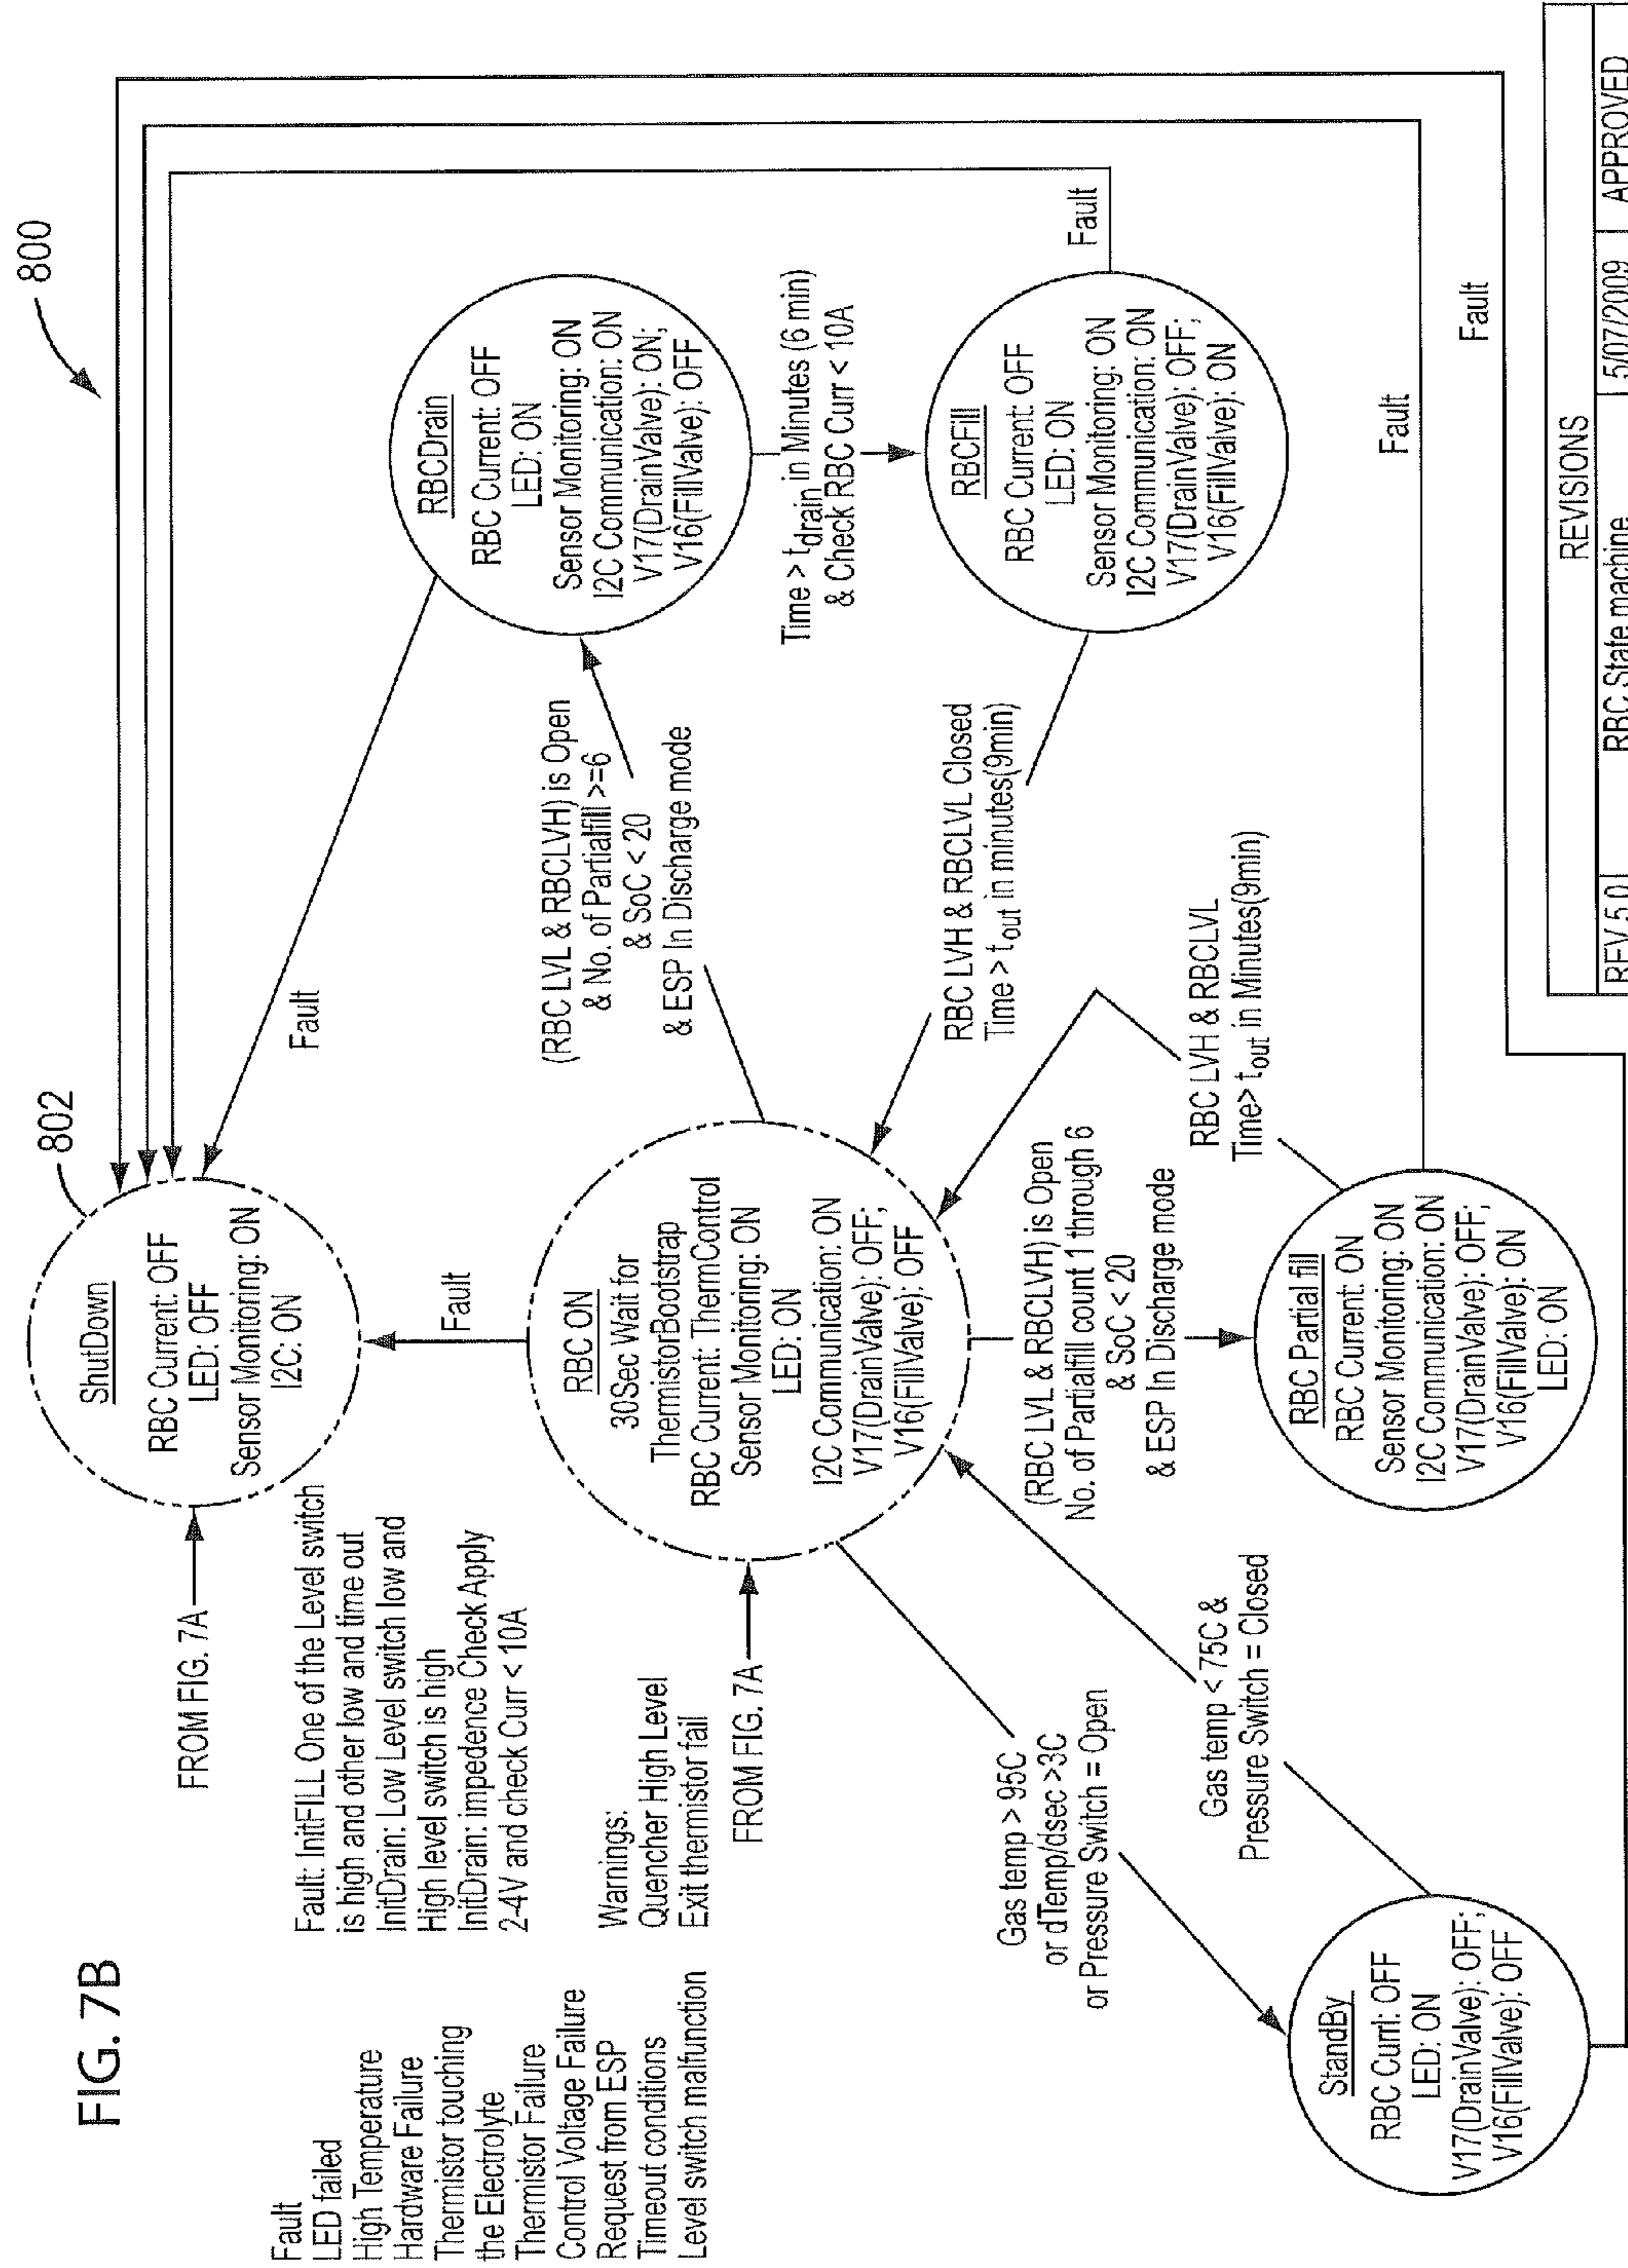 FIG. 7B
800
802
FROM FIG. 7A
ShutDown
RBC Current: OFF
LED: OFF
Sensor Monitoring: ON
I2C: ON
Fault
LED failed
High Temperature
Hardware Failure
Thermistor touching
the Electrolyte
Thermistor Failure
Control Voltage Failure
Request from ESP
Timeout conditions
Level switch malfunction
Fault: InitFILL One of the Level switch
is high and other low and time out
InitDrain: Low Level switch low and
High level switch is high
InitDrain: impedence Check Apply
2-4V and check Curr < 10A
Warnings:
Quencher High Level
Exit thermistor fail
FROM FIG. 7A
Fault
Fault
RBC ON
30Sec Wait for
ThermistorBootstrap
RBC Current: ThermControl
Sensor Monitoring: ON
LED: ON
I2C Communication: ON
V17(DrainValve): OFF;
V16(FillValve): OFF
(RBC LVL & RBCLVH) is Open
& No. of Partialfill >=6
& SoC < 20
& ESP In Discharge mode
RBCDrain
RBC Current: OFF
LED: ON
Sensor Monitoring: ON
I2C Communication: ON
V17(DrainValve): ON;
V16(FillValve): OFF
Time > tdrain in Minutes (6 min)
& Check RBC Curr < 10A
RBCFill
RBC Current: OFF
LED: ON
Sensor Monitoring: ON
I2C Communication: ON
V17(DrainValve): OFF;
V16(FillValve): ON
Fault
RBC LVH & RBCLVL Closed
Time > tout in minutes(9min)
RBC LVH & RBCLVL
Time> tout in Minutes(9min)
Gas temp > 95C
or dTemp/dsec >3C
or Pressure Switch = Open
Gas temp < 75C &
Pressure Switch = Closed
(RBC LVL & RBCLVH) is Open
No. of Partialfill count 1 through 6
& SoC < 20
& ESP In Discharge mode
StandBy
RBC Currl: OFF
LED: ON
V17(DrainValve): OFF;
V16(FillValve): OFF
RBC Partial fill
RBC Current: ON
Sensor Monitoring: ON
I2C Communication: ON
V17(DrainValve): OFF;
V16(FillValve): ON
LED: ON
Fault
Fault
REVISIONS
REV 5.0 RBC State machine 5/07/2009 APPROVED